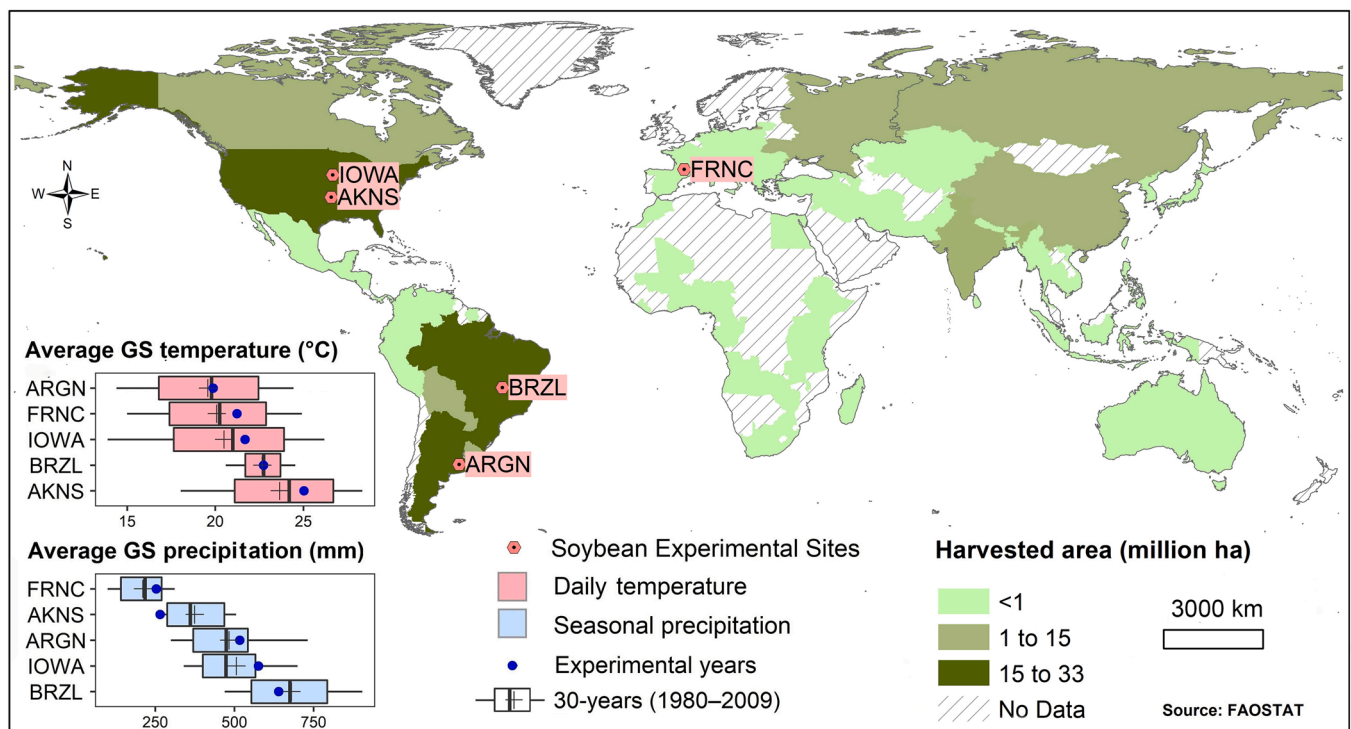 N
W E
S
IOWA
AKNS
FRNC
BRZL
ARGN
Average GS temperature (°C)
ARGN
FRNC
IOWA
BRZL
AKNS
15 20 25
Average GS precipitation (mm)
FRNC
AKNS
ARGN
IOWA
BRZL
250 500 750
Soybean Experimental Sites
Daily temperature
Seasonal precipitation
Experimental years
30-years (1980–2009)
Harvested area (million ha)
<1
1 to 15
15 to 33
No Data
3000 km
Source: FAOSTAT